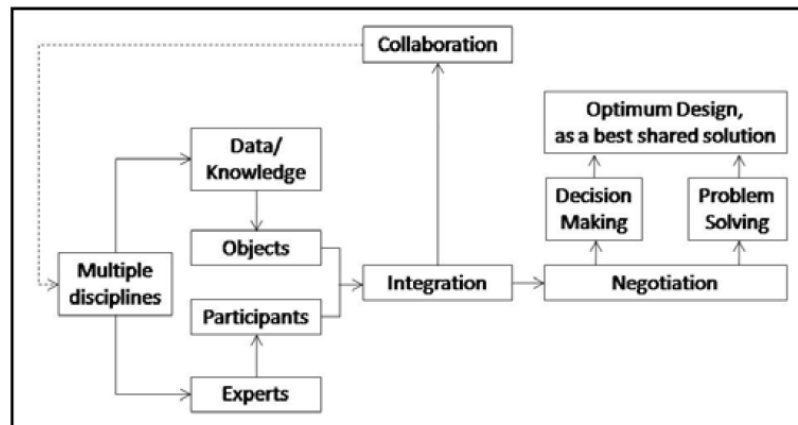 Collaboration
Optimum Design,
as a best shared solution
Data/
Knowledge
Decision
Making
Problem
Solving
Objects
Multiple
disciplines
Integration
Negotiation
Participants
Experts